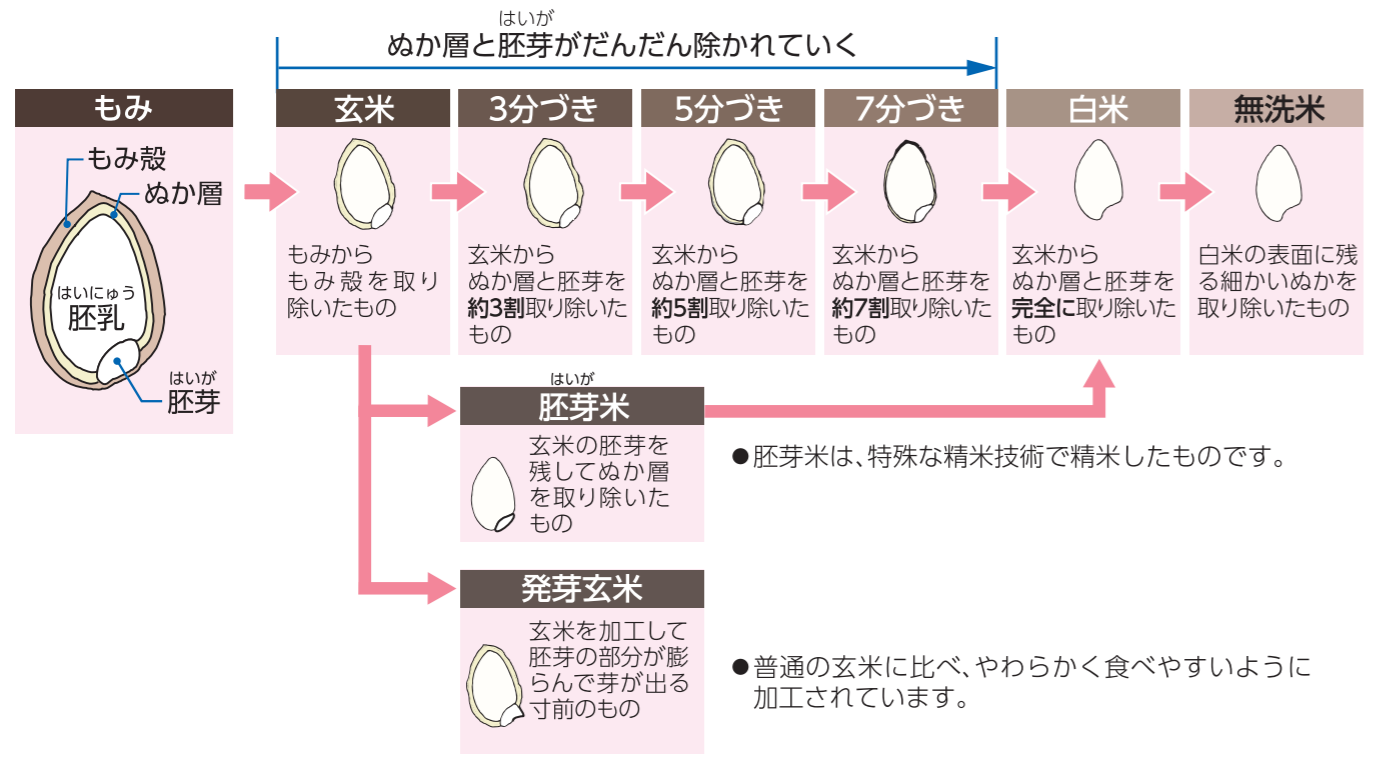 はいが
ぬか層と胚芽がだんだん除かれていく
もみ
もみ殻
ぬか層
はいにゅう
胚乳
はいが
胚芽
玄米
もみから
もみ殻を取り
除いたもの
3分づき
玄米から
ぬか層と胚芽を
約3割取り除いた
もの
5分づき
玄米から
ぬか層と胚芽を
約5割取り除いた
もの
7分づき
玄米から
ぬか層と胚芽を
約7割取り除いた
もの
白米
玄米から
ぬか層と胚芽を
完全に取り除いた
もの
無洗米
白米の表面に残
る細かいぬかを
取り除いたもの
はいが
胚芽米
玄米の胚芽を
残してぬか層
を取り除いた
もの
●胚芽米は、特殊な精米技術で精米したものです。
発芽玄米
玄米を加工して
胚芽の部分が膨
らんで芽が出る
寸前のもの
●普通の玄米に比べ、やわらかく食べやすいように
加工されています。